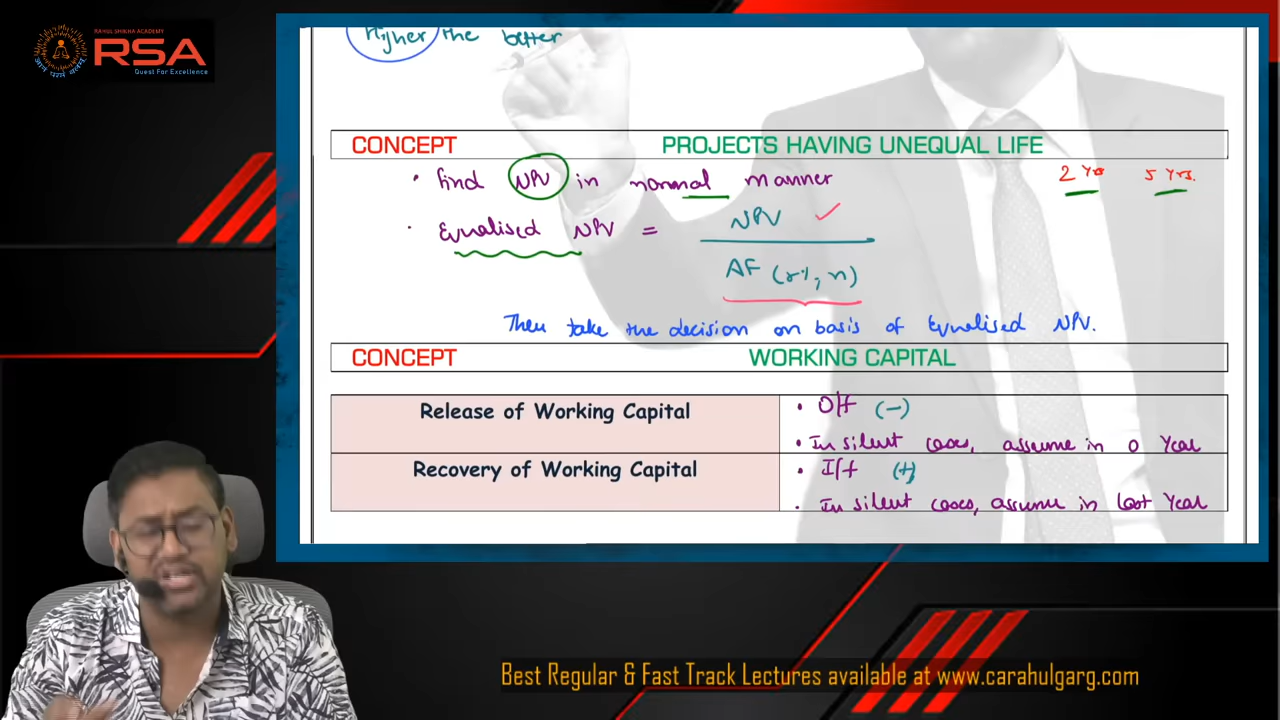 RAHUL SHIKHA ACADEMY
RSA
Quest For Excellence
Higher the better
CONCEPT PROJECTS HAVING UNEQUAL LIFE
• Find NPV in normal manner 2 Yrs 5 Yrs.
• Equalised NPV = NPV
AF (r%, n)
Then take the decision on basis of Equalised NPV.
CONCEPT WORKING CAPITAL
Release of Working Capital • O/f (-)
• In silent cases, assume in 0 Year
Recovery of Working Capital • I/f (+)
• In silent cases, assume in last Year
Best Regular & Fast Track Lectures available at www.carahulgarg.com